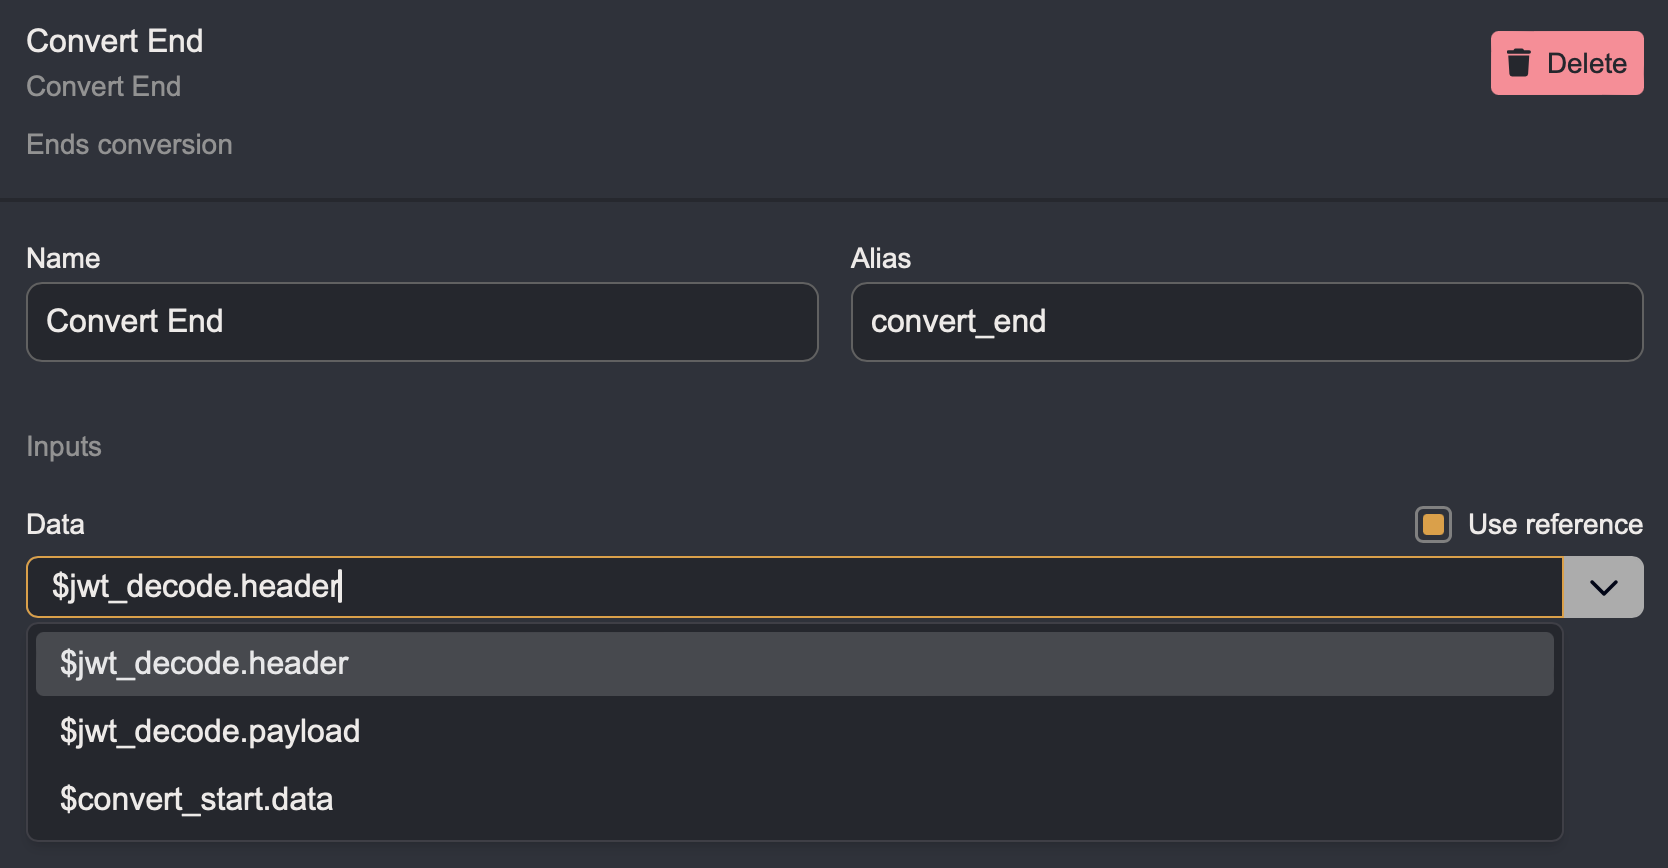 Convert End
Delete
Convert End
Ends conversion
Name
Alias
Convert End
convert_end
Inputs
Data
Use reference
$jwt_decode.header
$jwt_decode.header
$jwt_decode.payload
$convert_start.data